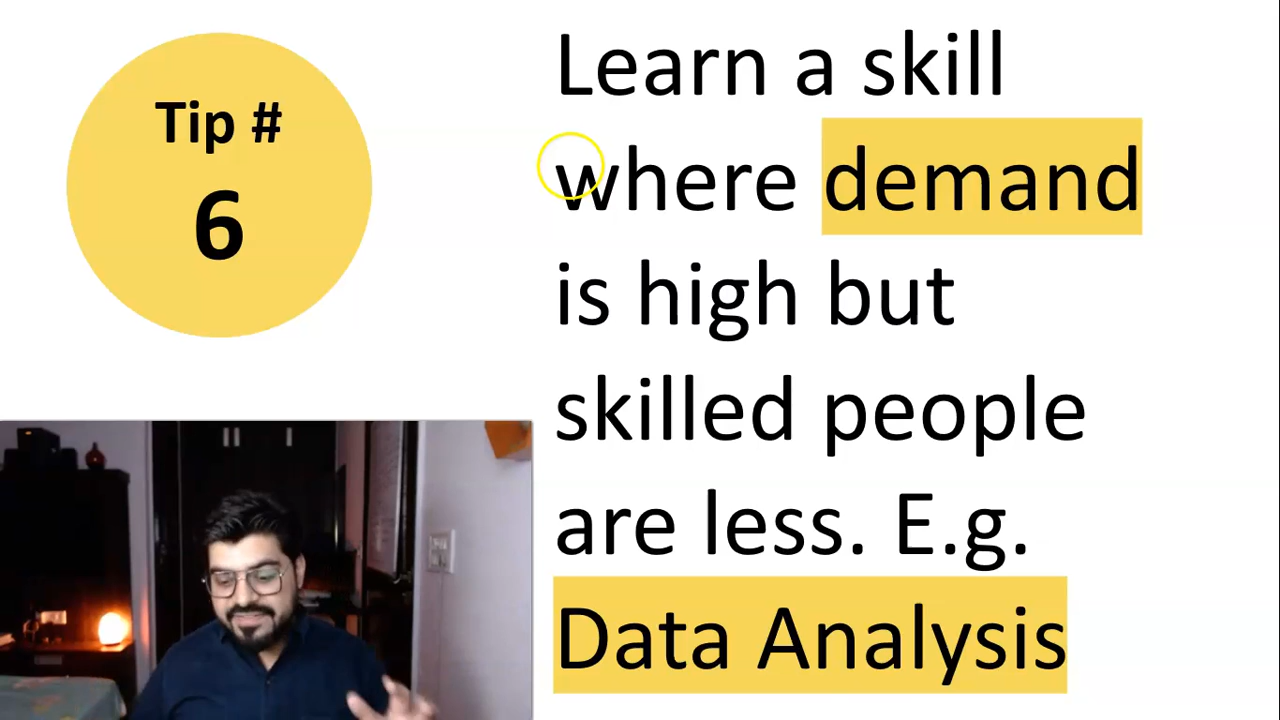 Tip #
6
Learn a skill
where demand
is high but
skilled people
are less. E.g.
Data Analysis